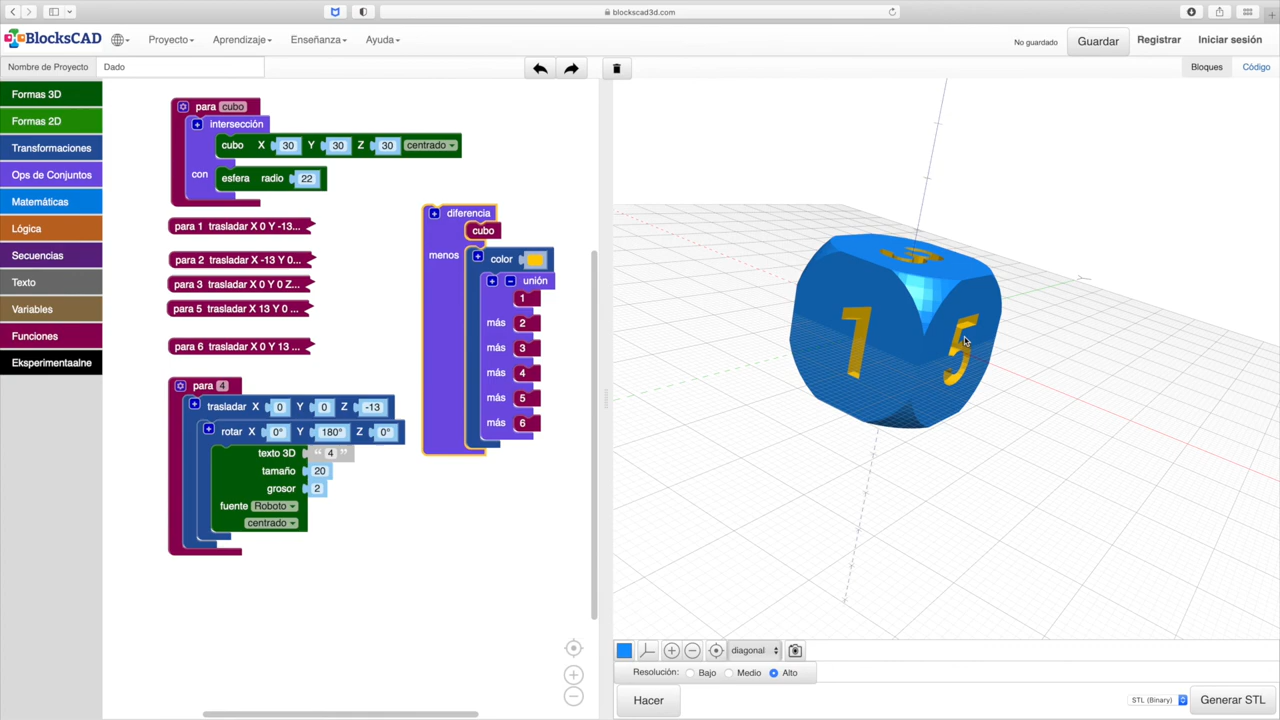 blockscad3d.com
BlocksCAD
Proyecto
Aprendizaje
Enseñanza
Ayuda
No guardado
Guardar
Registrar
Iniciar sesión
Nombre de Proyecto
Dado
Bloques
Código
Formas 3D
Formas 2D
Transformaciones
Ops de Conjuntos
Matemáticas
Lógica
Secuencias
Texto
Variables
Funciones
Eksperimentaalne
para cubo
intersección
cubo X 30 Y 30 Z 30 centrado
con esfera radio 22
para 1 trasladar X 0 Y -13...
para 2 trasladar X -13 Y 0...
para 3 trasladar X 0 Y 0 Z...
para 5 trasladar X 13 Y 0 ...
para 6 trasladar X 0 Y 13 ...
para 4
trasladar X 0 Y 0 Z -13
rotar X 0° Y 180° Z 0°
texto 3D “ 4 ”
tamaño 20
grosor 2
fuente Roboto
centrado
diferencia
cubo
menos color
unión
1
más 2
más 3
más 4
más 5
más 6
3
1
5
diagonal
Resolución: Bajo Medio Alto
Hacer
STL (Binary)
Generar STL